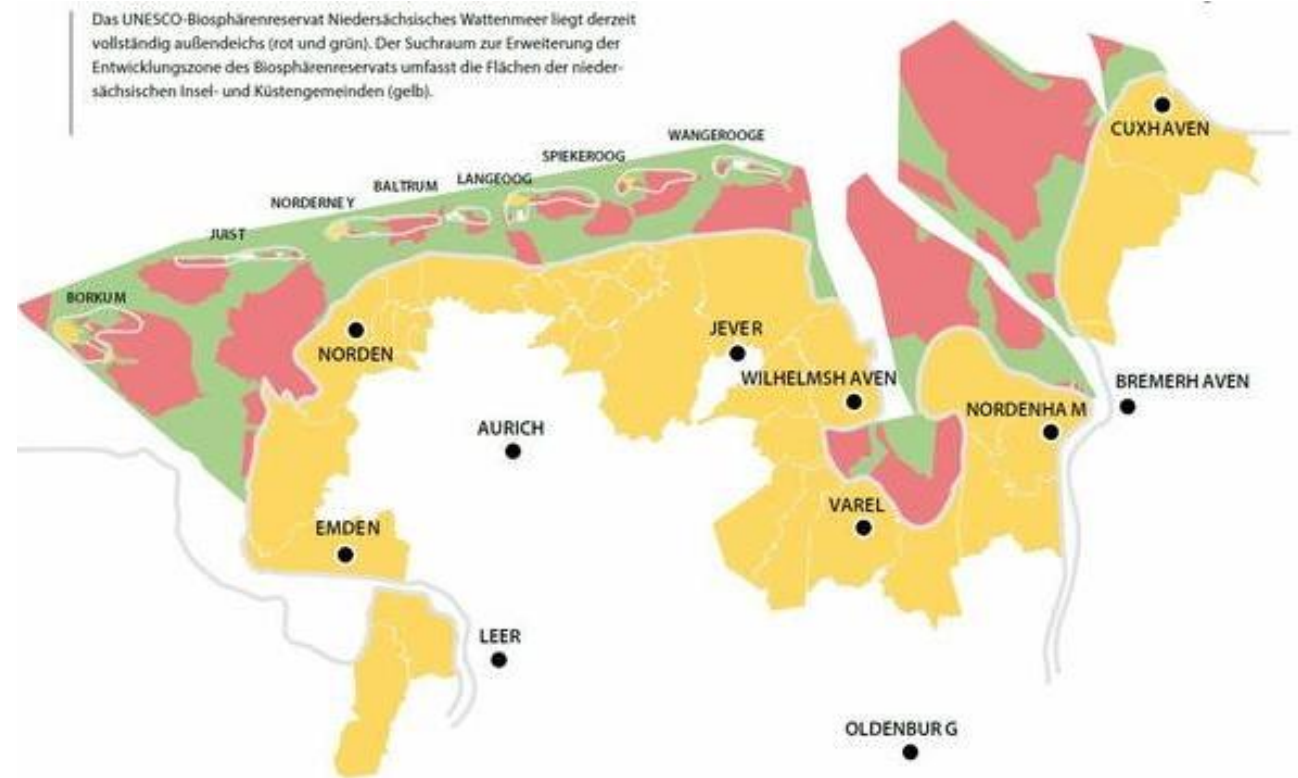 Das UNESCO-Biosphärenreservat Niedersächsisches Wattenmeer liegt derzeit
vollständig außendeichs (rot und grün). Der Suchraum zur Erweiterung der
Entwicklungszone des Biosphärenreservats umfasst die Flächen der nieder-
sächsischen Insel- und Küstengemeinden (gelb).
CUXHAVEN
WANGEROOGE
SPIEKEROOG
LANGEOOG
BALTRUM
NORDERNEY
JUIST
BORKUM
NORDEN
JEVER
WILHELMSHAVEN
BREMERHAVEN
NORDENHAM
AURICH
VAREL
EMDEN
LEER
OLDENBURG